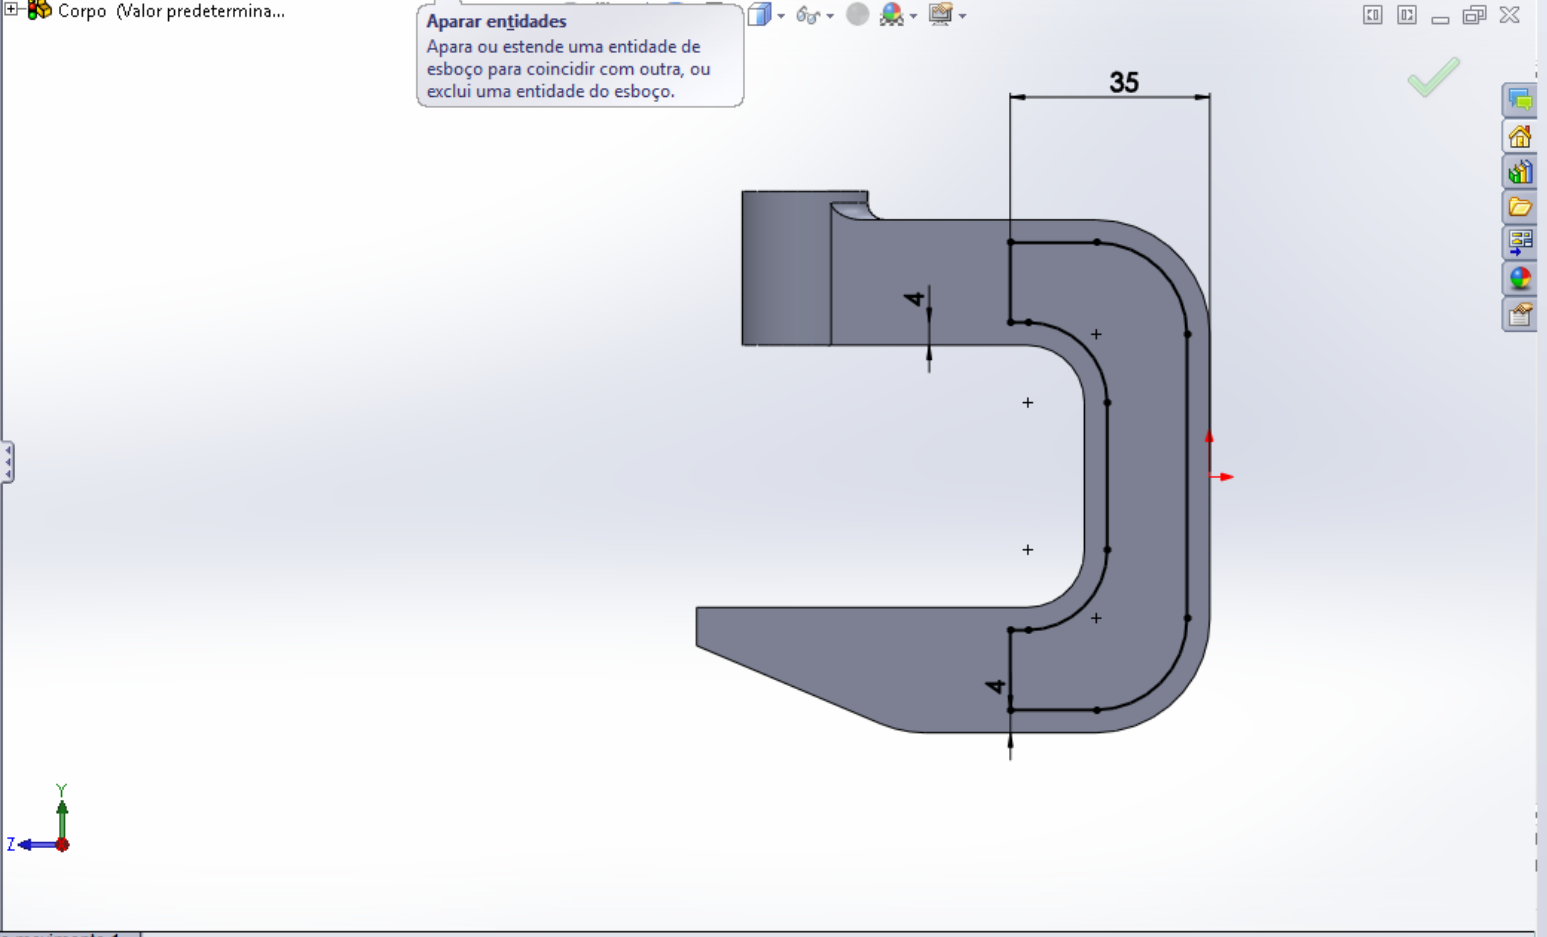 Corpo (Valor predetermina...
Aparar entidades
Apara ou estende uma entidade de
esboço para coincidir com outra, ou
exclui uma entidade do esboço.
35
4
4
Y
Z